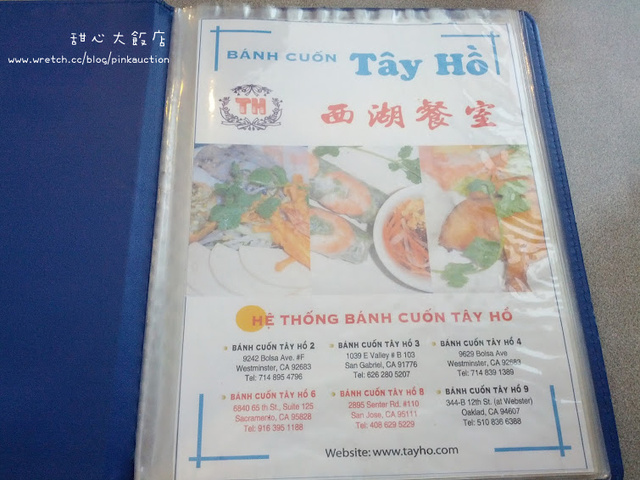 甜心大飯店
www.wretch.cc/blog/pinkauction
BÁNH CUỐN Tây Hồ
TH
西湖餐室
HỆ THỐNG BÁNH CUỐN TÂY HỒ
BÁNH CUỐN TÂY HỒ 2
9242 Bolsa Ave. #F
Westminster, CA 92683
Tel: 714 895 4796
BÁNH CUỐN TÂY HỒ 3
1039 E Valley # B 103
San Gabriel, CA 91776
Tel: 626 280 5207
BÁNH CUỐN TÂY HỒ 4
9629 Bolsa Ave
Westminster, CA 92683
Tel: 714 839 1389
BÁNH CUỐN TÂY HỒ 6
6840 65 th St., Suite 125
Sacramento, CA 95828
Tel: 916 395 1188
BÁNH CUỐN TÂY HỒ 8
2895 Senter Rd. #110
San Jose, CA 95111
Tel: 408 629 5229
BÁNH CUỐN TÂY HỒ 9
344-B 12th St. (at Webster)
Oaklad, CA 94607
Tel: 510 836 6388
Website: www.tayho.com